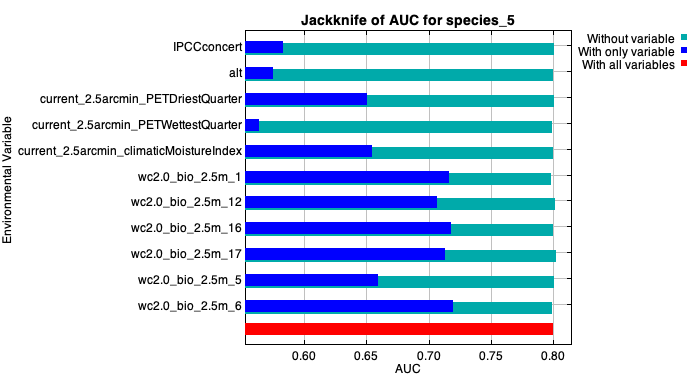 Jackknife of AUC for species_5
Without variable
With only variable
With all variables
Environmental Variable
IPCCconcert
alt
current_2.5arcmin_PETDriestQuarter
current_2.5arcmin_PETWettestQuarter
current_2.5arcmin_climaticMoistureIndex
wc2.0_bio_2.5m_1
wc2.0_bio_2.5m_12
wc2.0_bio_2.5m_16
wc2.0_bio_2.5m_17
wc2.0_bio_2.5m_5
wc2.0_bio_2.5m_6
0.60 0.65 0.70 0.75 0.80
AUC